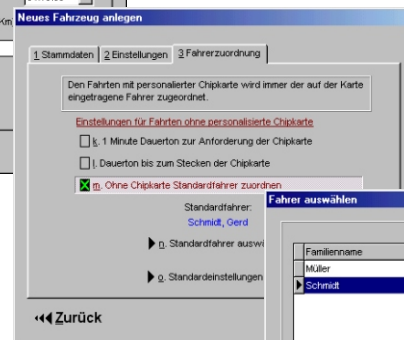 Km)
Neues Fahrzeug anlegen
1 Stammdaten 2 Einstellungen 3 Fahrerzuordnung
Den Fahrten mit personalierter Chipkarte wird immer der auf der Karte
eingetragene Fahrer zugeordnet.
Einstellungen für Fahrten ohne personalisierte Chipkarte
k. 1 Minute Dauerton zur Anforderung der Chipkarte
l. Dauerton bis zum Stecken der Chipkarte
m. Ohne Chipkarte Standardfahrer zuordnen
Standardfahrer:
Schmidt, Gerd
n. Standardfahrer auswä
o. Standardeinstellungen
Zurück
Fahrer auswählen
Familienname
Müller
Schmidt